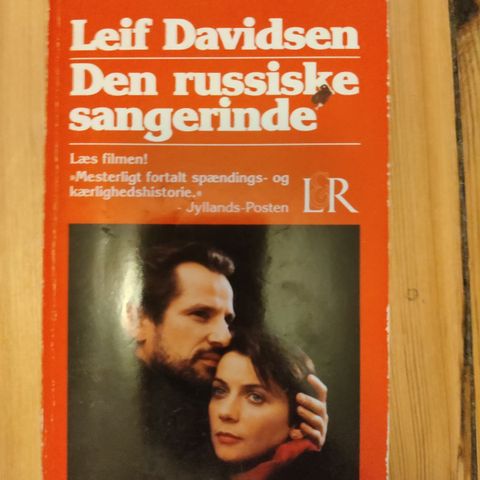 Leif Davidsen
Den russiske
sangerinde
Læs filmen!
»Mesterligt fortalt spændings- og
kærlighedshistorie.«
- Jyllands-Posten
L&R